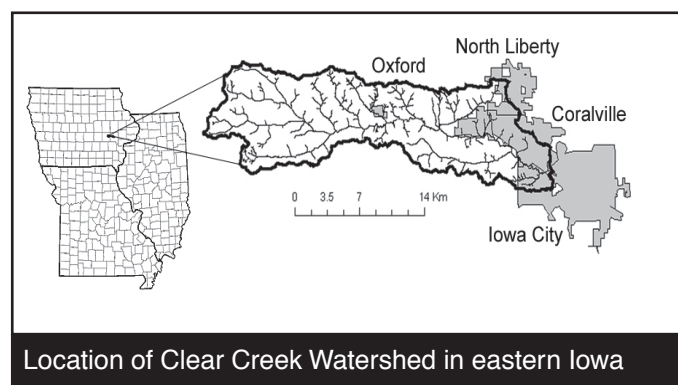 North Liberty
Oxford
Coralville
0 3.5 7 14 Km
Iowa City
Location of Clear Creek Watershed in eastern Iowa